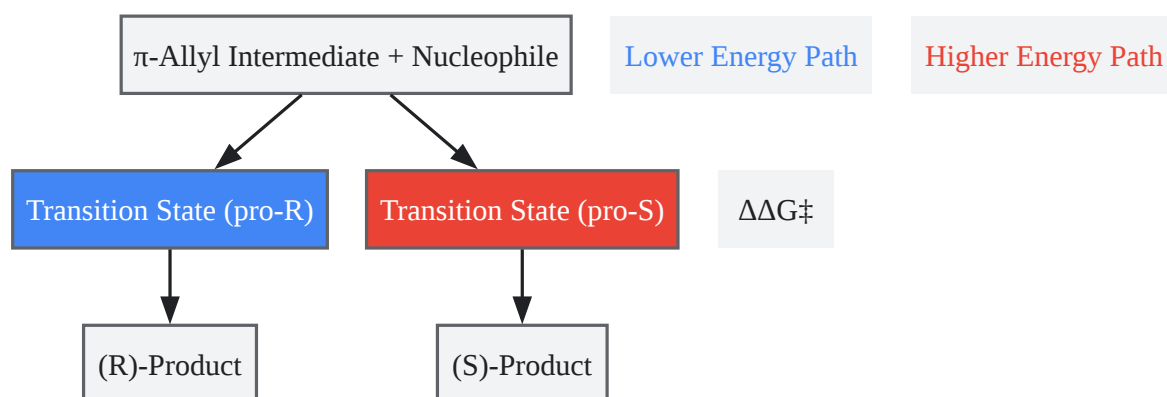 π-Allyl Intermediate + Nucleophile
Lower Energy Path
Higher Energy Path
Transition State (pro-R)
Transition State (pro-S)
ΔΔG‡
(R)-Product
(S)-Product